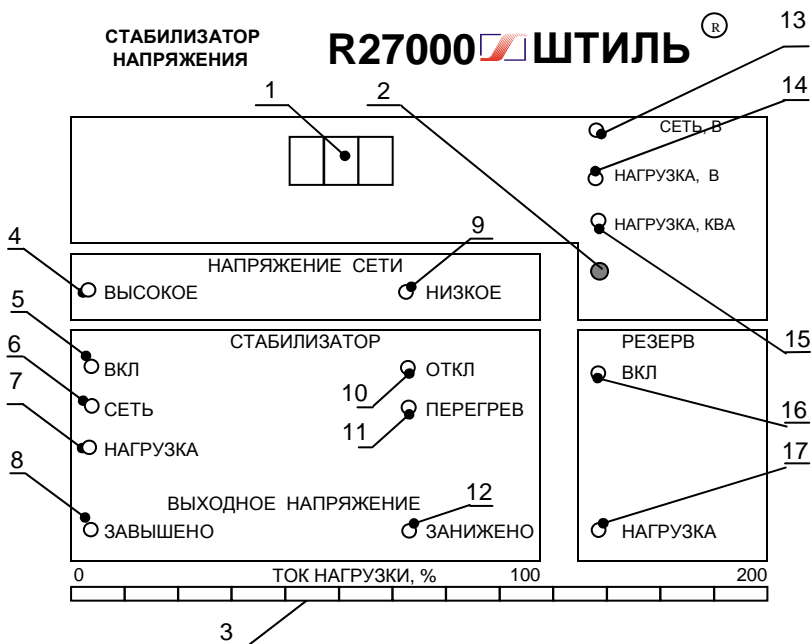 СТАБИЛИЗАТОР
НАПРЯЖЕНИЯ
R27000 ШТИЛЬ ®
13
1
2
14
СЕТЬ, В
НАГРУЗКА, В
НАГРУЗКА, КВА
4
9
НАПРЯЖЕНИЕ СЕТИ
ВЫСОКОЕ
НИЗКОЕ
5
СТАБИЛИЗАТОР
РЕЗЕРВ
15
6
ВКЛ
ОТКЛ
ВКЛ
7
СЕТЬ
10
ПЕРЕГРЕВ
16
11
НАГРУЗКА
17
8
ВЫХОДНОЕ НАПРЯЖЕНИЕ
12
ЗАВЫШЕНО
ЗАНИЖЕНО
НАГРУЗКА
0 ТОК НАГРУЗКИ, % 100 200
3